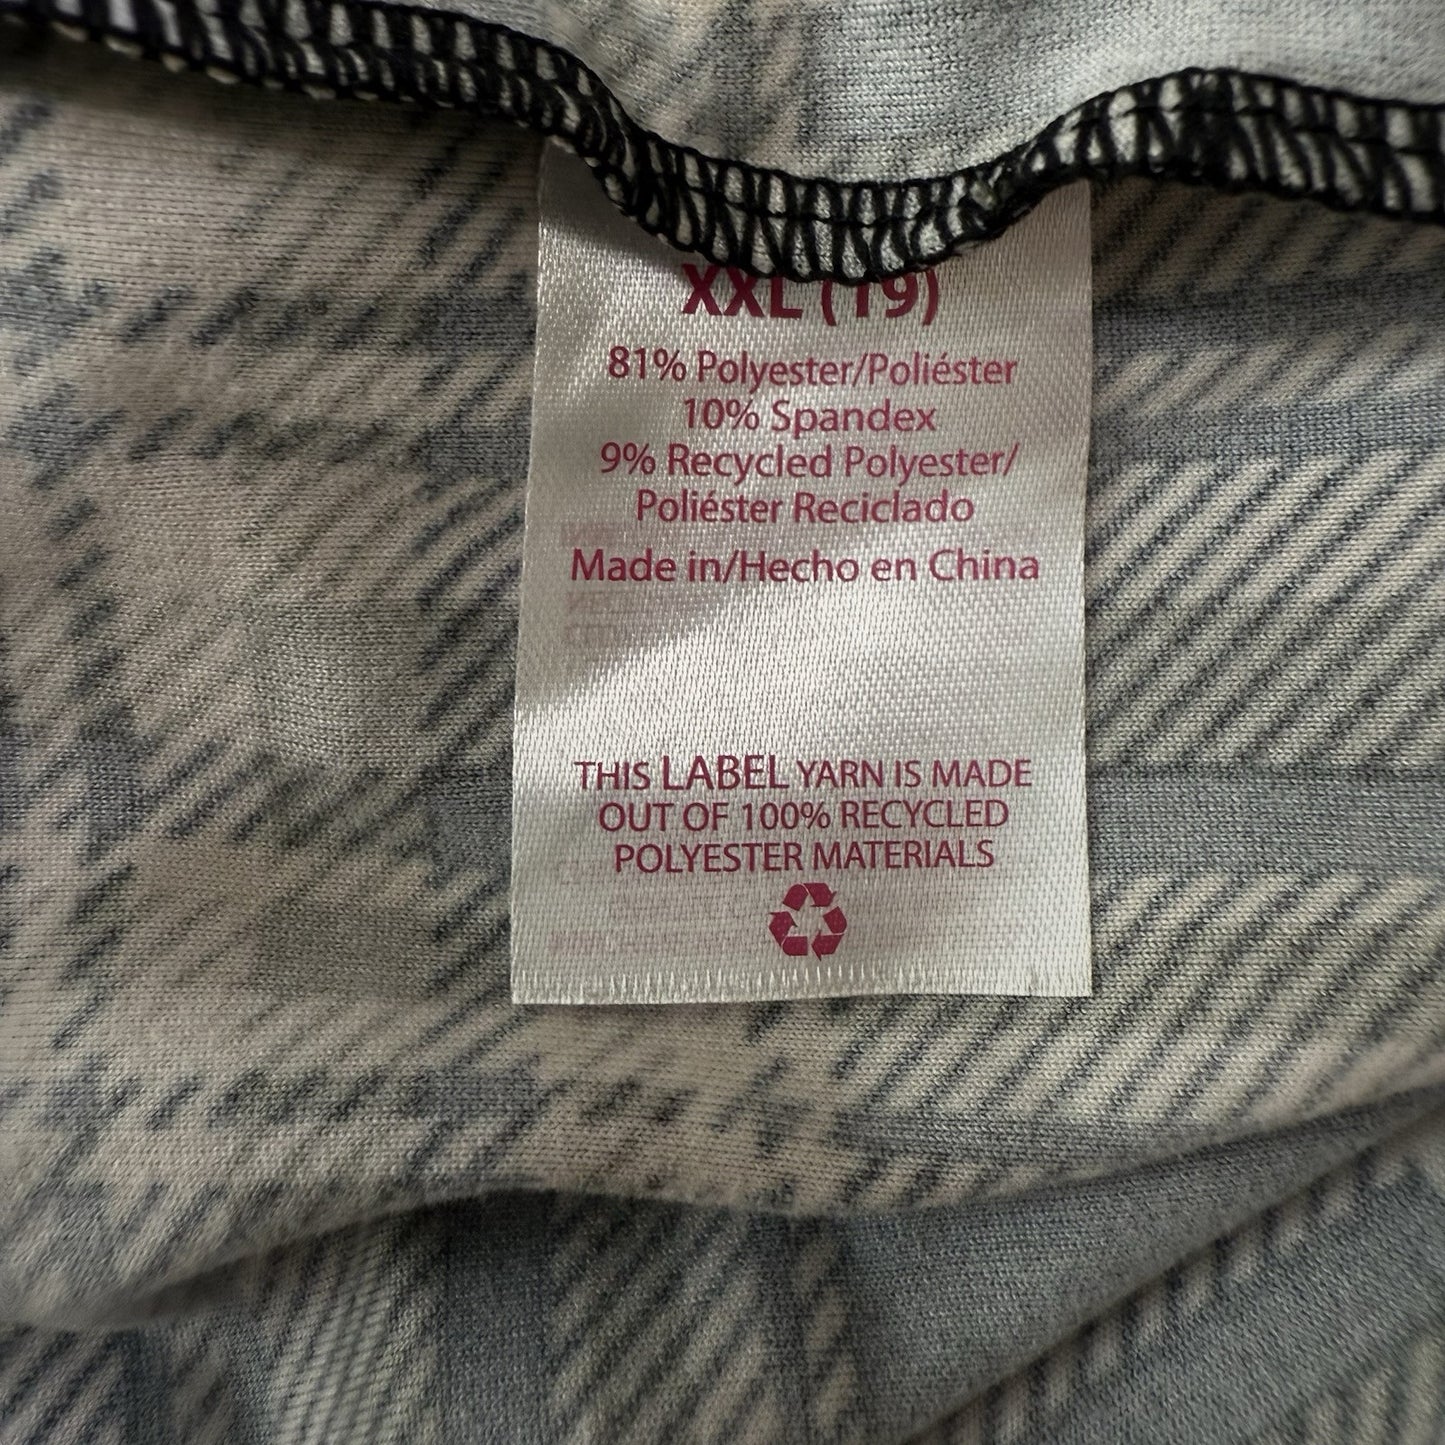 XXL (19)
81% Polyester/Poliéster
10% Spandex
9% Recycled Polyester/
Poliéster Reciclado
Made in/Hecho en China
THIS LABEL YARN IS MADE
OUT OF 100% RECYCLED
POLYESTER MATERIALS